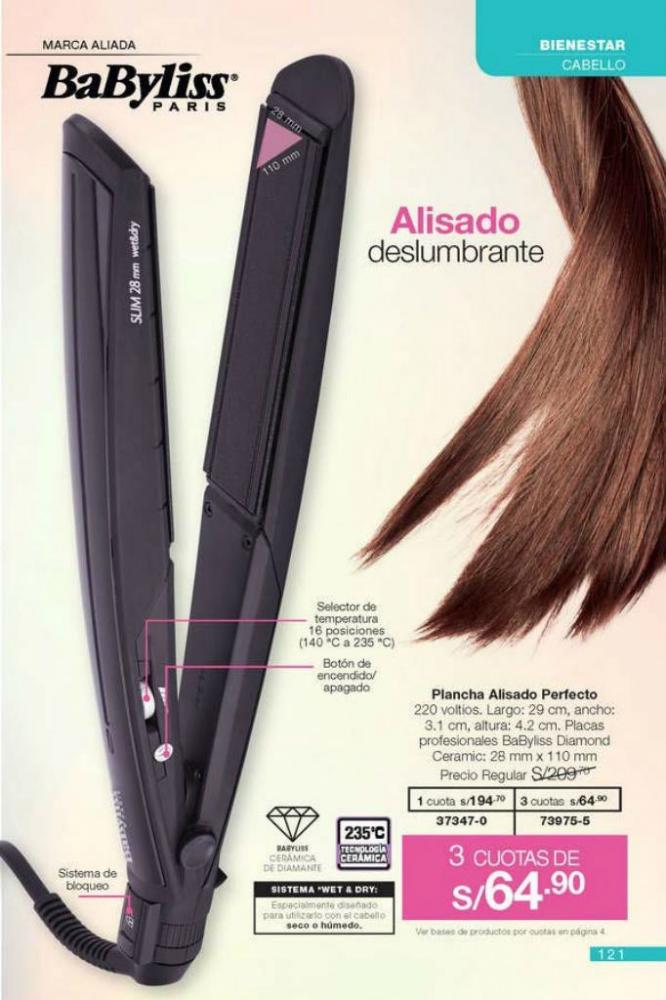 MARCA ALIADA
BaByliss®
PARIS
BIENESTAR
CABELLO
28 mm
110 mm
SLIM 28 mm wet&dry
Alisado
deslumbrante
Selector de
temperatura
16 posiciones
(140 °C a 235 °C)
Botón de
encendido/
apagado
Plancha Alisado Perfecto
220 voltios. Largo: 29 cm, ancho:
3.1 cm, altura: 4.2 cm. Placas
profesionales BaByliss Diamond
Ceramic: 28 mm x 110 mm
Precio Regular S/209.70
1 cuota s/194.70 3 cuotas s/64.90
37347-0 73975-5
3 CUOTAS DE
S/64.90
Ver bases de productos por cuotas en página 4.
BABYLISS
CERÁMICA
DE DIAMANTE
235°C
TECNOLOGÍA
CERÁMICA
SISTEMA "WET & DRY:
Especialmente diseñado
para utilizarlo con el cabello
seco o húmedo.
Sistema de
bloqueo
121